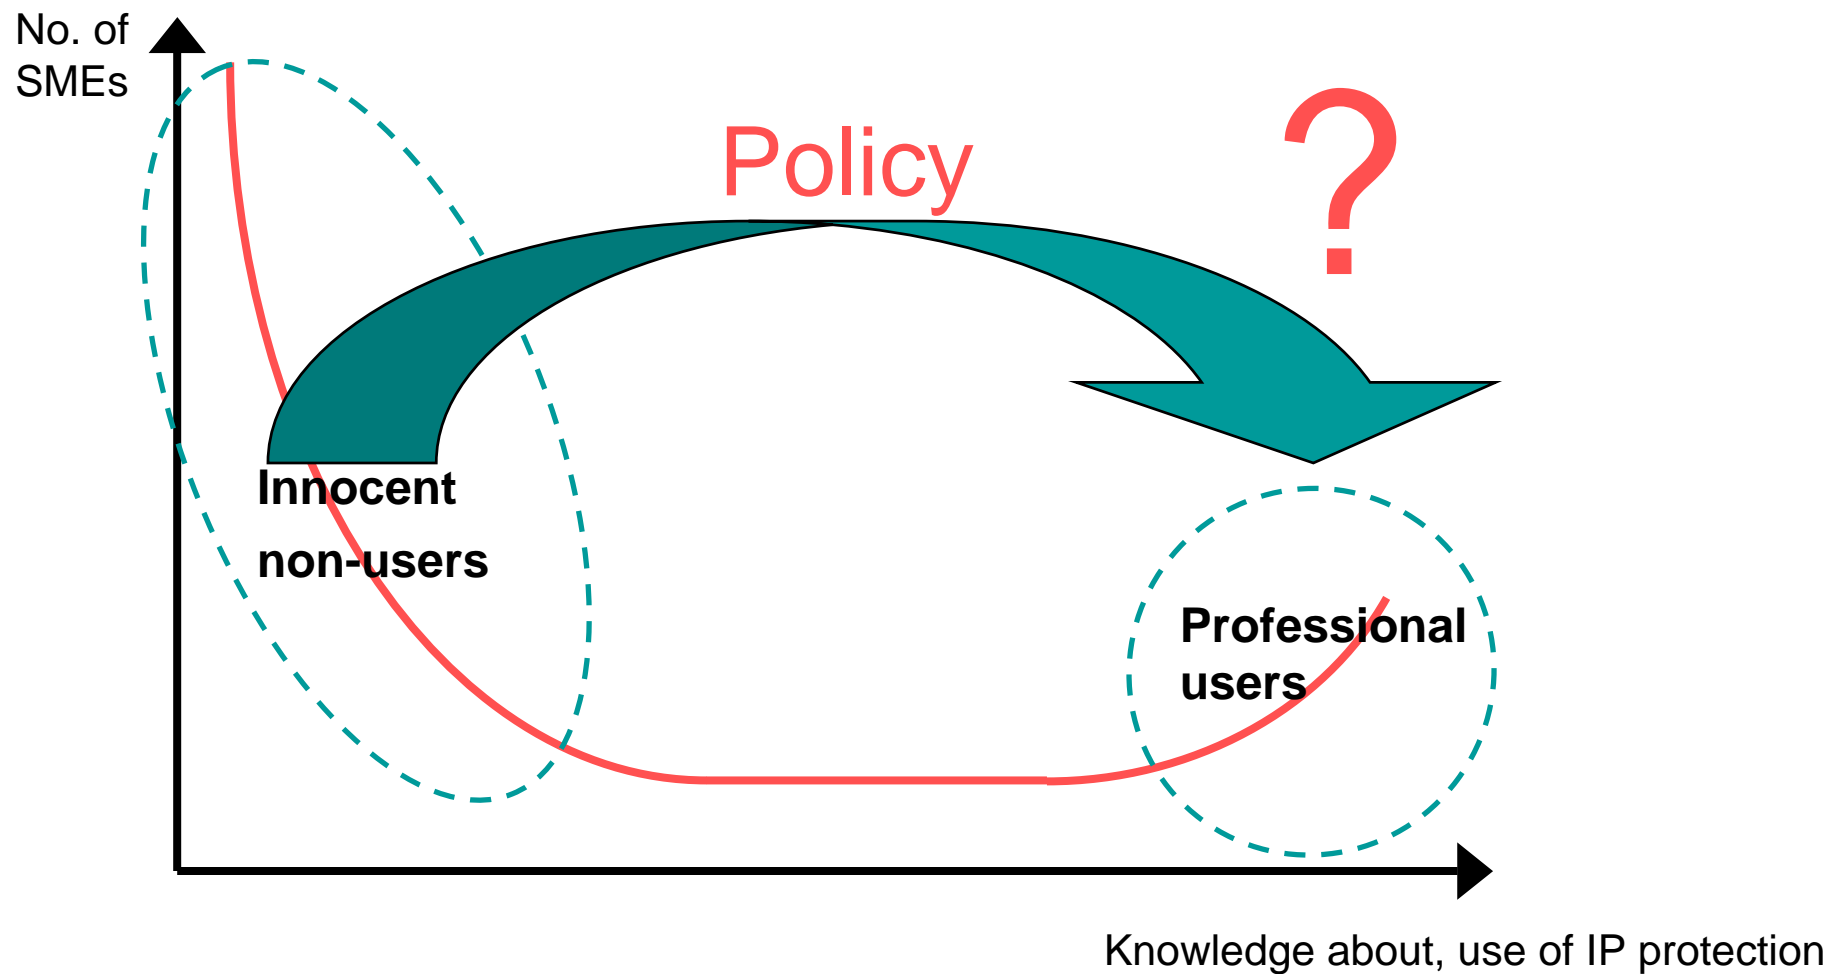 No. of
SMEs
Policy
?
Innocent
non-users
Professional
users
Knowledge about, use of IP protection